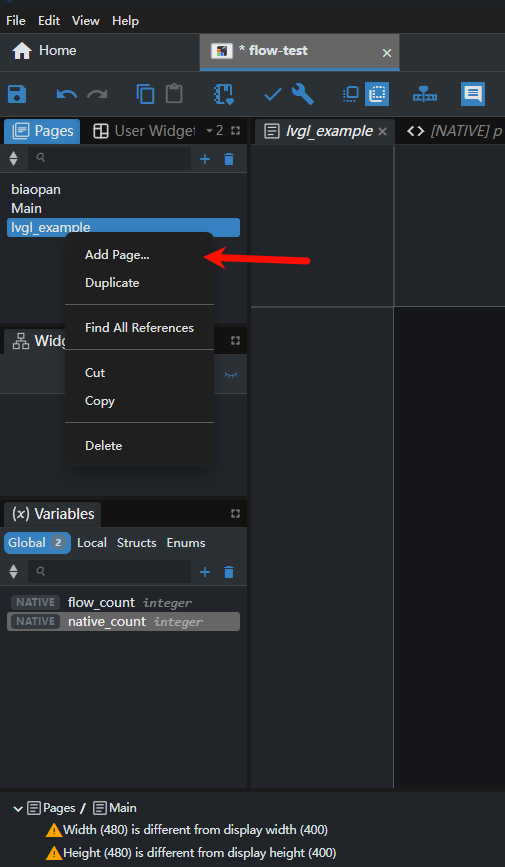 File Edit View Help
Home * flow-test
Pages User Widget 2 lvgl_example [NATIVE] p
biaopan
Main
lvgl_example
Add Page...
Duplicate
Find All References
Widg
Cut
Copy
Delete
(x) Variables
Global 2 Local Structs Enums
NATIVE flow_count integer
NATIVE native_count integer
Pages / Main
Width (480) is different from display width (400)
Height (480) is different from display height (400)